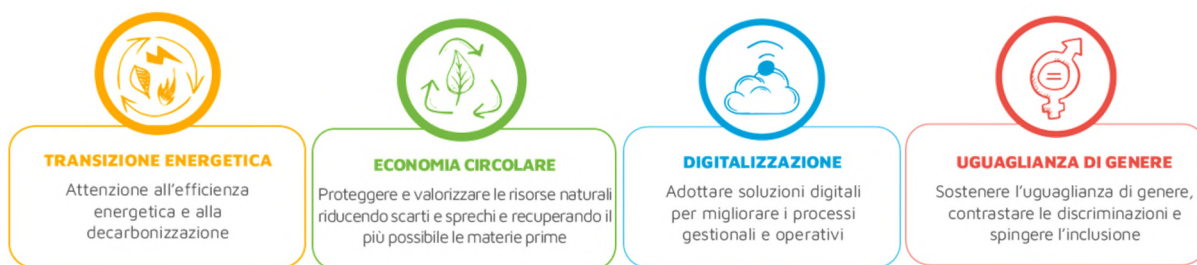 TRANSIZIONE ENERGETICA
Attenzione all'efficienza
energetica e alla
decarbonizzazione
ECONOMIA CIRCOLARE
Proteggere e valorizzare le risorse naturali
riducendo scarti e sprechi e recuperando il
più possibile le materie prime
DIGITALIZZAZIONE
Adottare soluzioni digitali
per migliorare i processi
gestionali e operativi
UGUAGLIANZA DI GENERE
Sostenere l'uguaglianza di genere,
contrastare le discriminazioni e
spingere l'inclusione